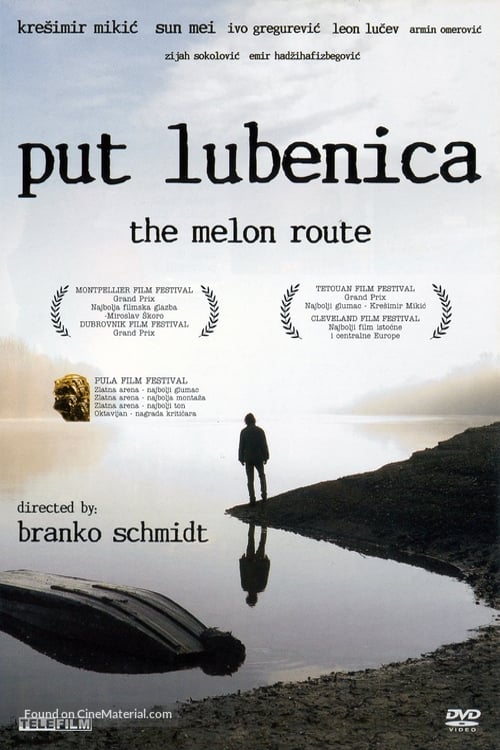 krešimir mikić sun mei ivo gregurević leon lučev armin omerović
zijah sokolović emir hadžihafizbegović
put lubenica
the melon route
MONTPELLIER FILM FESTIVAL
Grand Prix
Najbolja filmska glazba
-Miroslav Škoro
DUBROVNIK FILM FESTIVAL
Grand Prix
TETOUAN FILM FESTIVAL
Grand Prix
Najbolji glumac - Krešimir Mikić
CLEVELAND FILM FESTIVAL
Najbolji film istočne
i centralne Europe
PULA FILM FESTIVAL
Zlatna arena - najbolji glumac
Zlatna arena - najbolja montaža
Zlatna arena - najbolji ton
Oktavijan - nagrada kritičara
directed by:
branko schmidt
Found on CineMaterial.com
TELEFILM
DVD
VIDEO